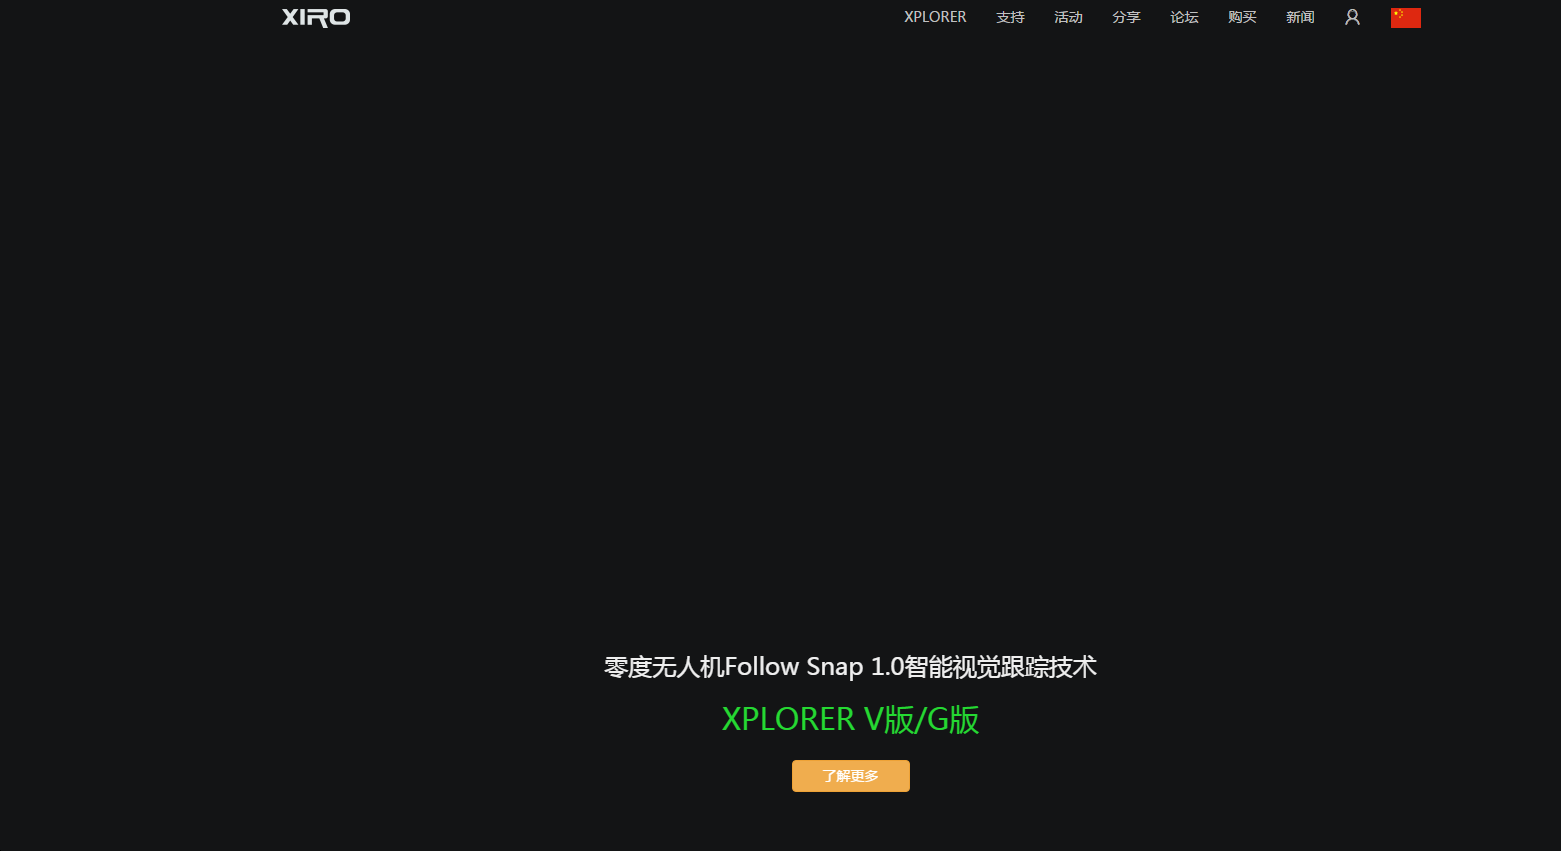 XIRO
XPLORER 支持 活动 分享 论坛 购买 新闻
零度无人机Follow Snap 1.0智能视觉跟踪技术
XPLORER V版/G版
了解更多